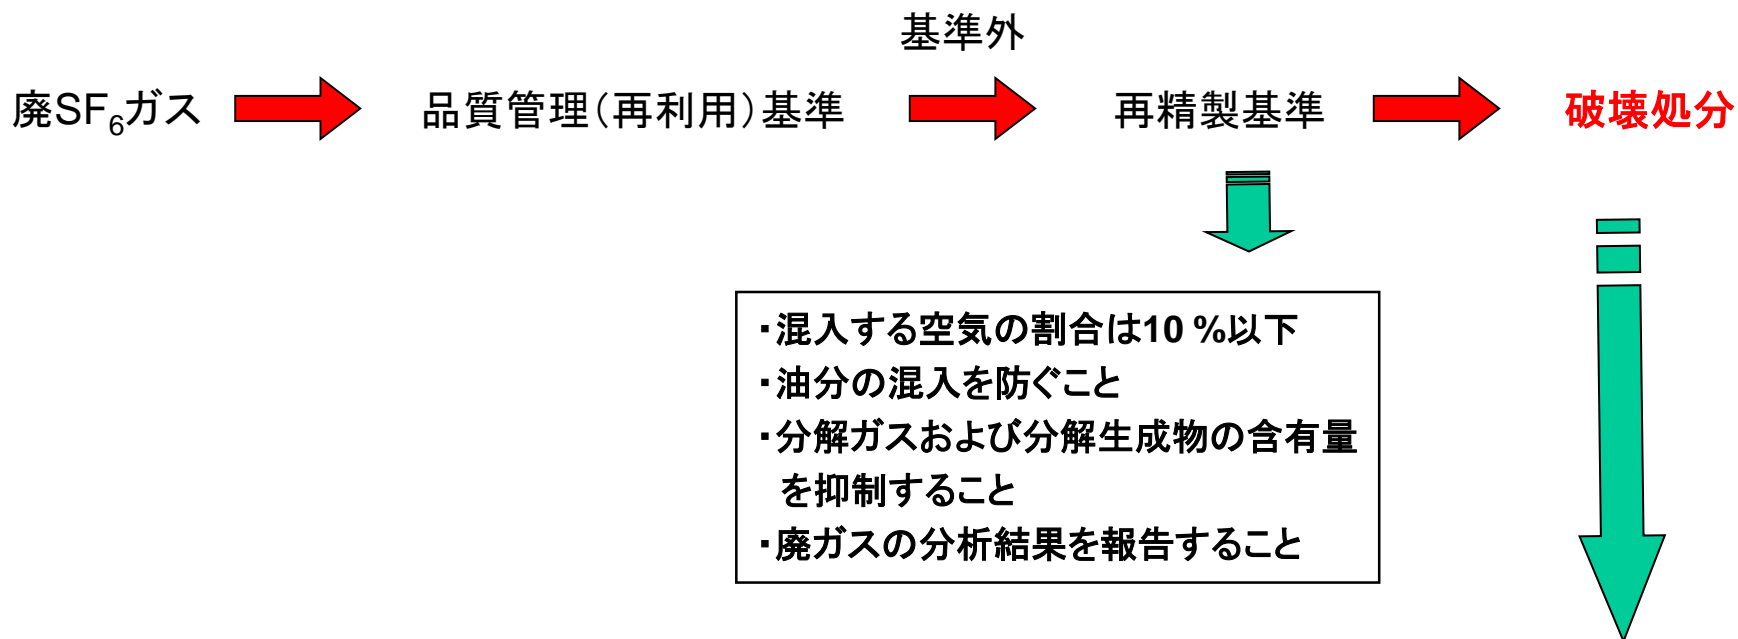 基準外
廃SF6ガス
品質管理(再利用)基準
再精製基準
破壊処分
・混入する空気の割合は10 %以下
・油分の混入を防ぐこと
・分解ガスおよび分解生成物の含有量
を抑制すること
・廃ガスの分析結果を報告すること